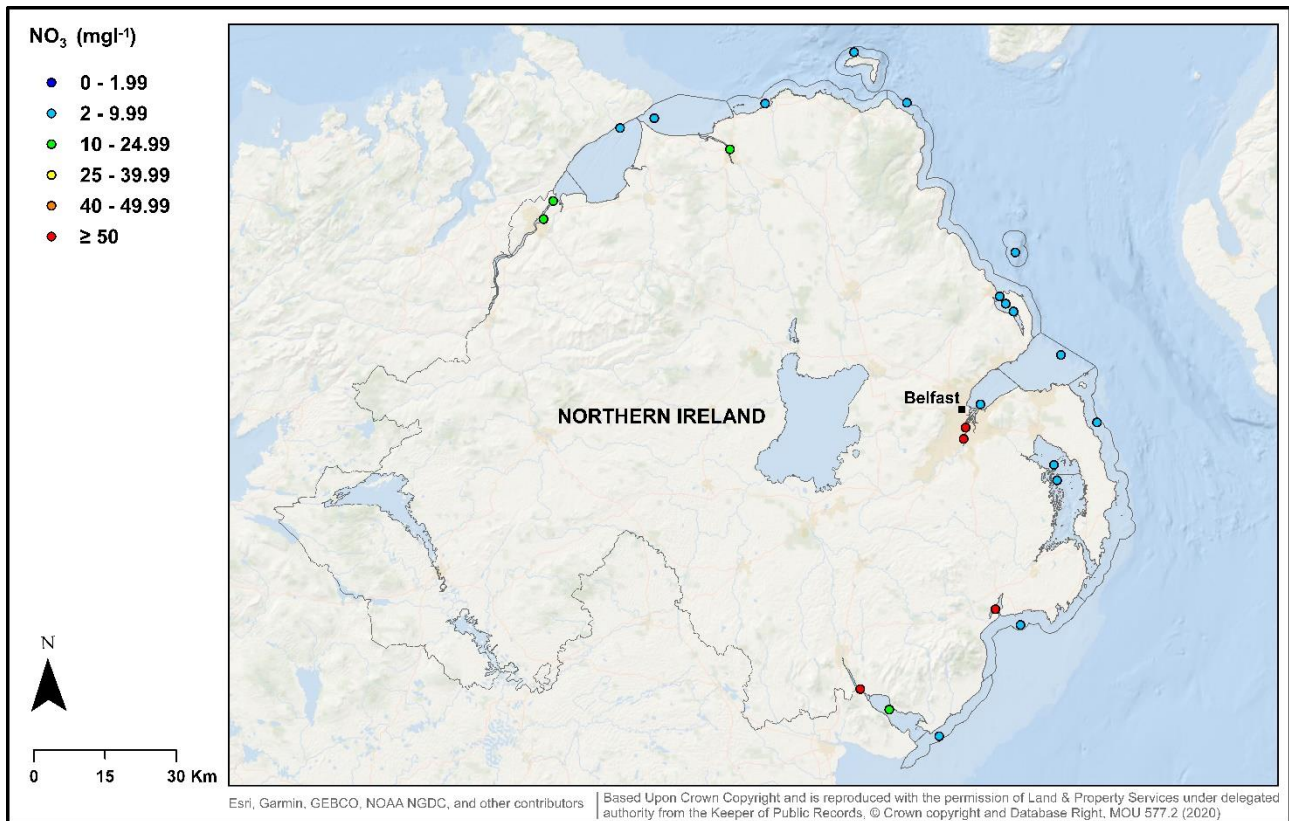 NO₃ (mgl⁻¹)
0 - 1.99
2 - 9.99
10 - 24.99
25 - 39.99
40 - 49.99
≥ 50
Belfast
NORTHERN IRELAND
N
0 15 30 Km
Esri, Garmin, GEBCO, NOAA NGDC, and other contributors
Based Upon Crown Copyright and is reproduced with the permission of Land & Property Services under delegated
authority from the Keeper of Public Records, © Crown copyright and Database Right, MOU 577.2 (2020)